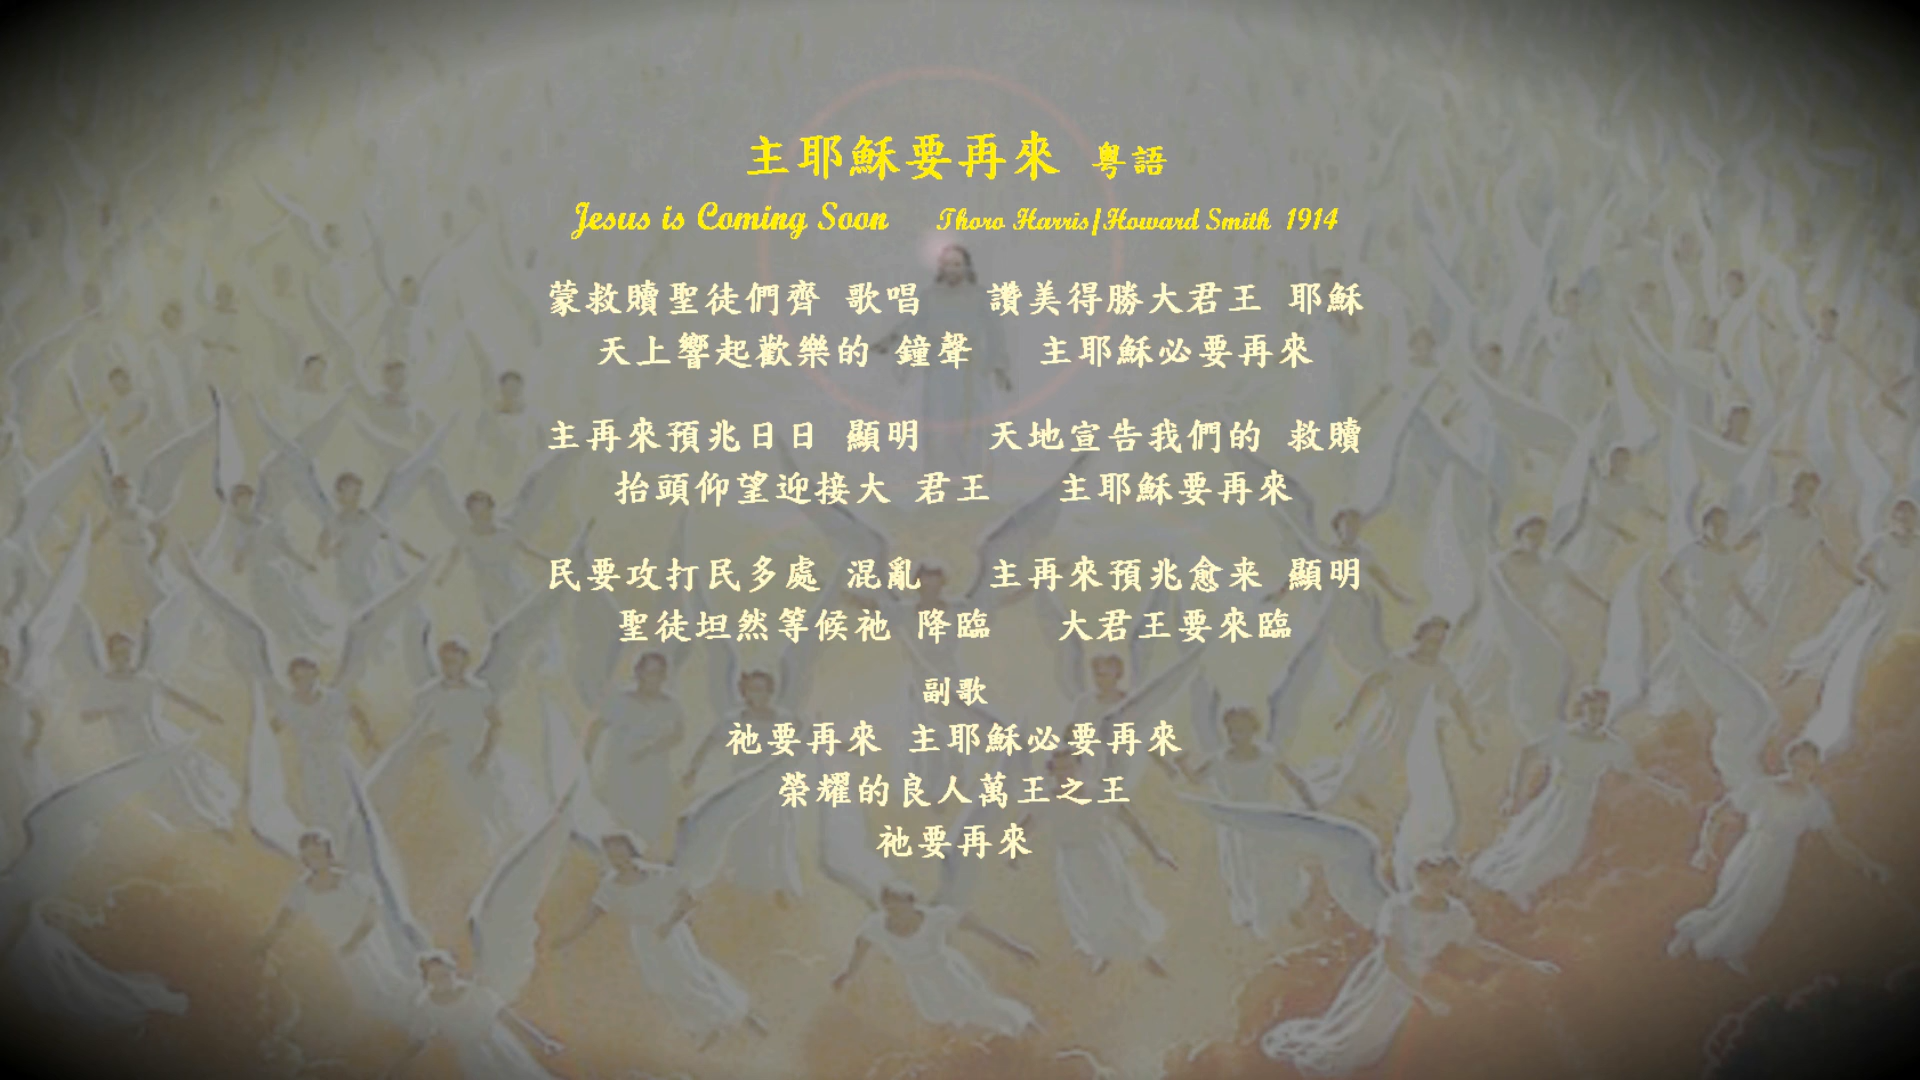 主耶穌要再來 粵語
Jesus is Coming Soon Thoro Harris/Howard Smith 1914
蒙救贖聖徒們齊 歌唱 讚美得勝大君王 耶穌
天上響起歡樂的 鐘聲 主耶穌必要再來
主再來預兆日日 顯明 天地宣告我們的 救贖
抬頭仰望迎接大 君王 主耶穌要再來
民要攻打民多處 混亂 主再來預兆愈来 顯明
聖徒坦然等候祂 降臨 大君王要來臨
副歌
祂要再來 主耶穌必要再來
榮耀的良人萬王之王
祂要再來